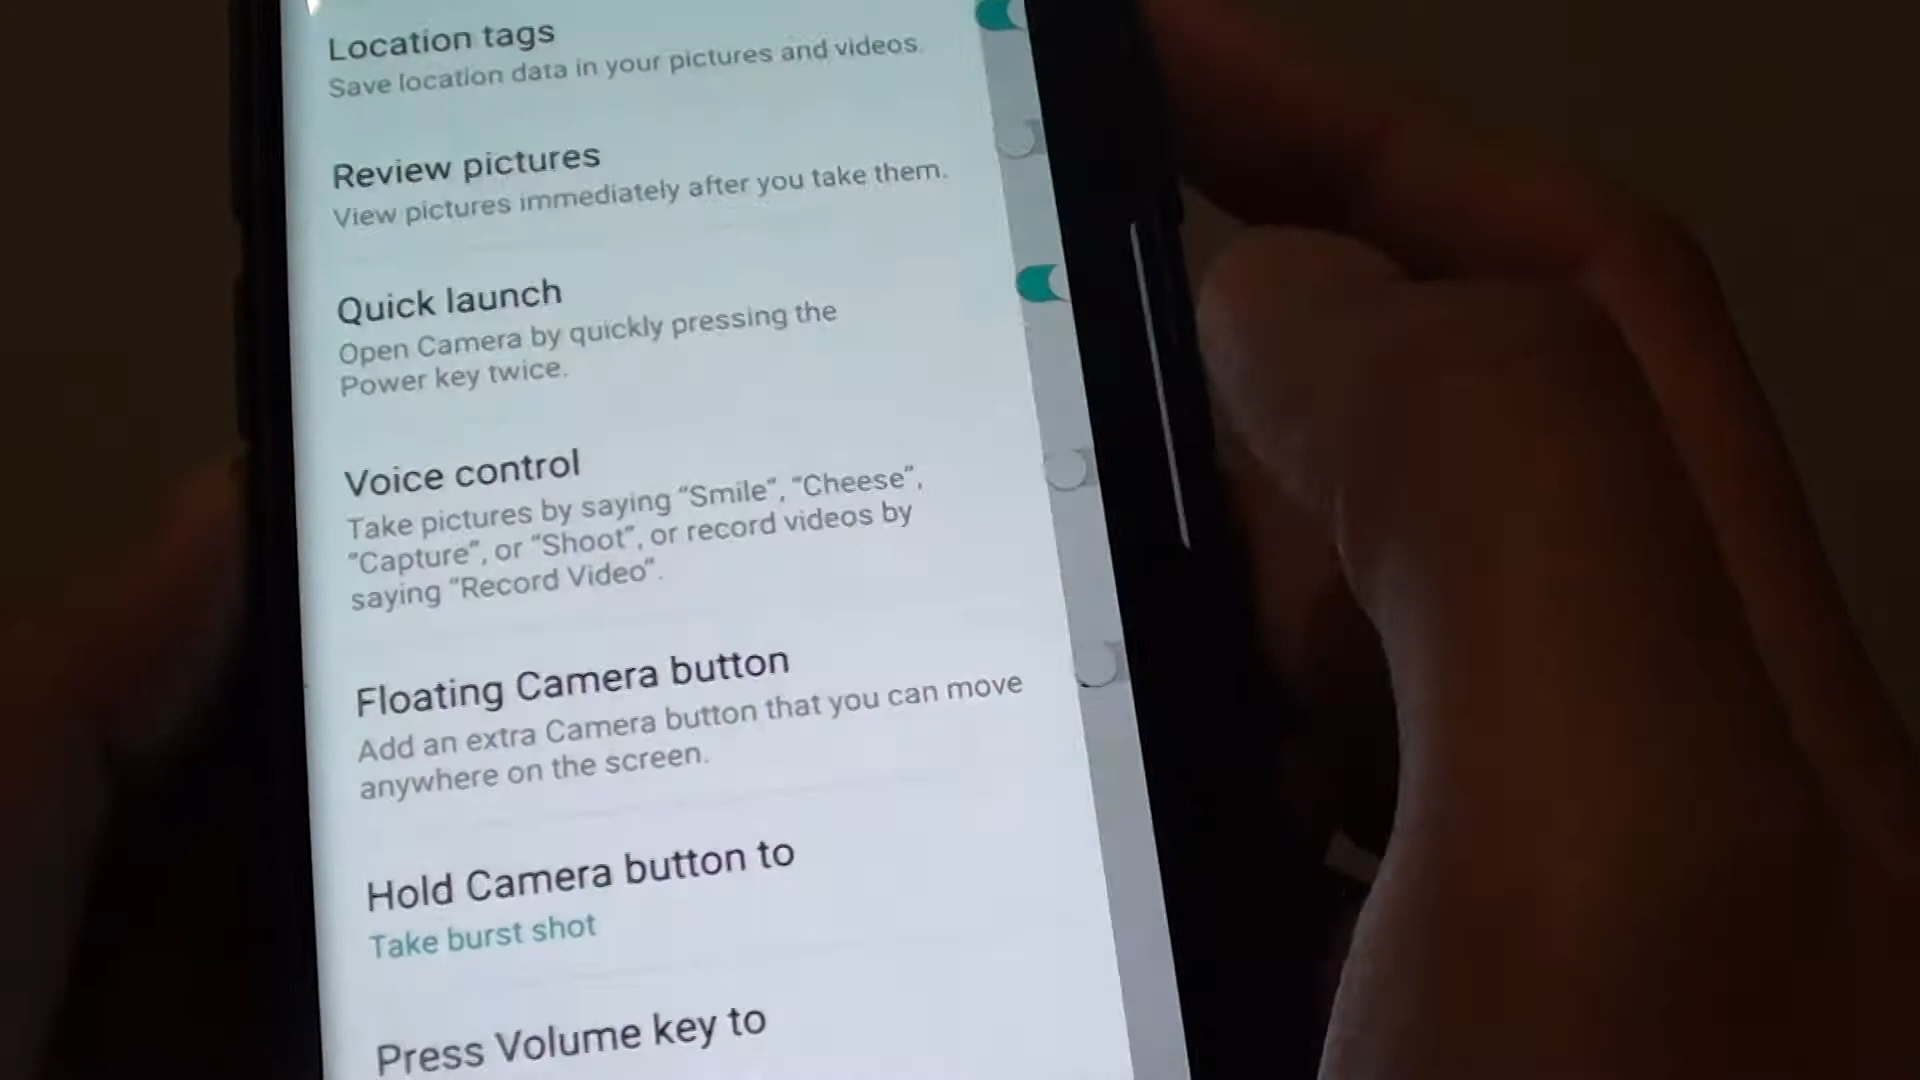 Location tags
Save location data in your pictures and videos.
Review pictures
View pictures immediately after you take them.
Quick launch
Open Camera by quickly pressing the
Power key twice.
Voice control
Take pictures by saying “Smile”, “Cheese”,
“Capture”, or “Shoot”, or record videos by
saying “Record Video”.
Floating Camera button
Add an extra Camera button that you can move
anywhere on the screen.
Hold Camera button to
Take burst shot
Press Volume key to